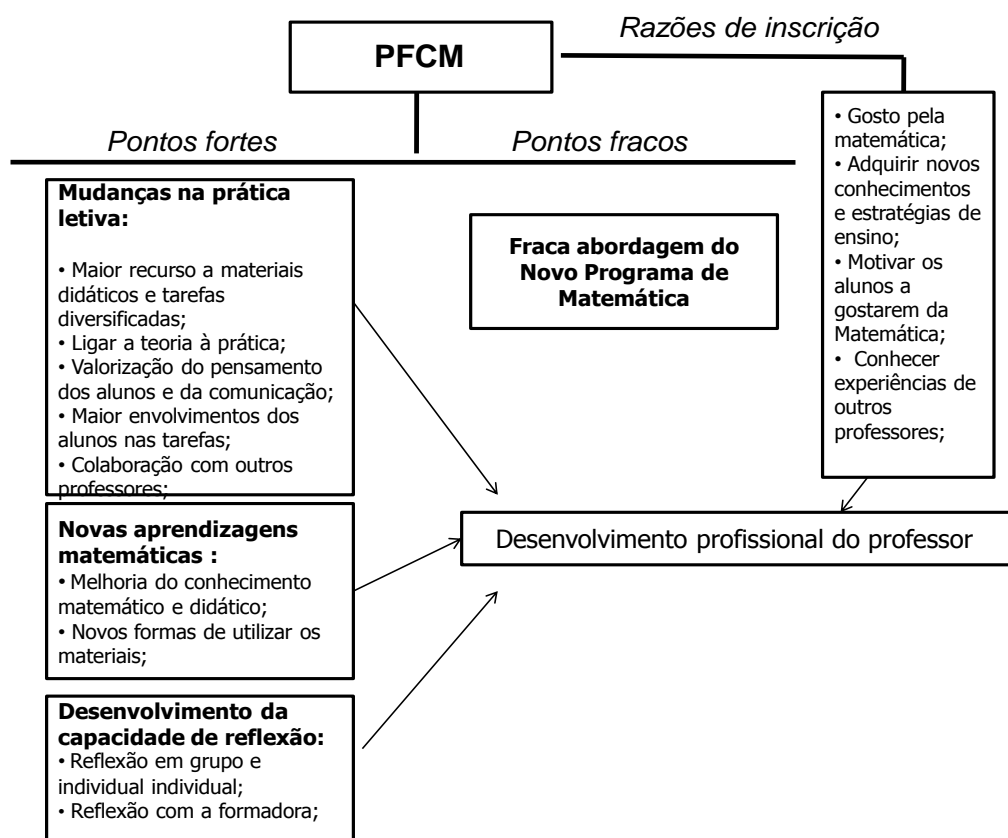 Razões de inscrição
PFCM
Pontos fortes
Pontos fracos
• Gosto pela
matemática;
• Adquirir novos
conhecimentos
e estratégias de
ensino;
• Motivar os
alunos a
gostarem da
Matemática;
• Conhecer
experiências de
outros
professores;
Mudanças na prática
letiva:
• Maior recurso a materiais
didáticos e tarefas
diversificadas;
• Ligar a teoria à prática;
• Valorização do pensamento
dos alunos e da comunicação;
• Maior envolvimentos dos
alunos nas tarefas;
• Colaboração com outros
professores;
Fraca abordagem do
Novo Programa de
Matemática
Novas aprendizagens
matemáticas :
• Melhoria do conhecimento
matemático e didático;
• Novos formas de utilizar os
materiais;
Desenvolvimento profissional do professor
Desenvolvimento da
capacidade de reflexão:
• Reflexão em grupo e
individual individual;
• Reflexão com a formadora;